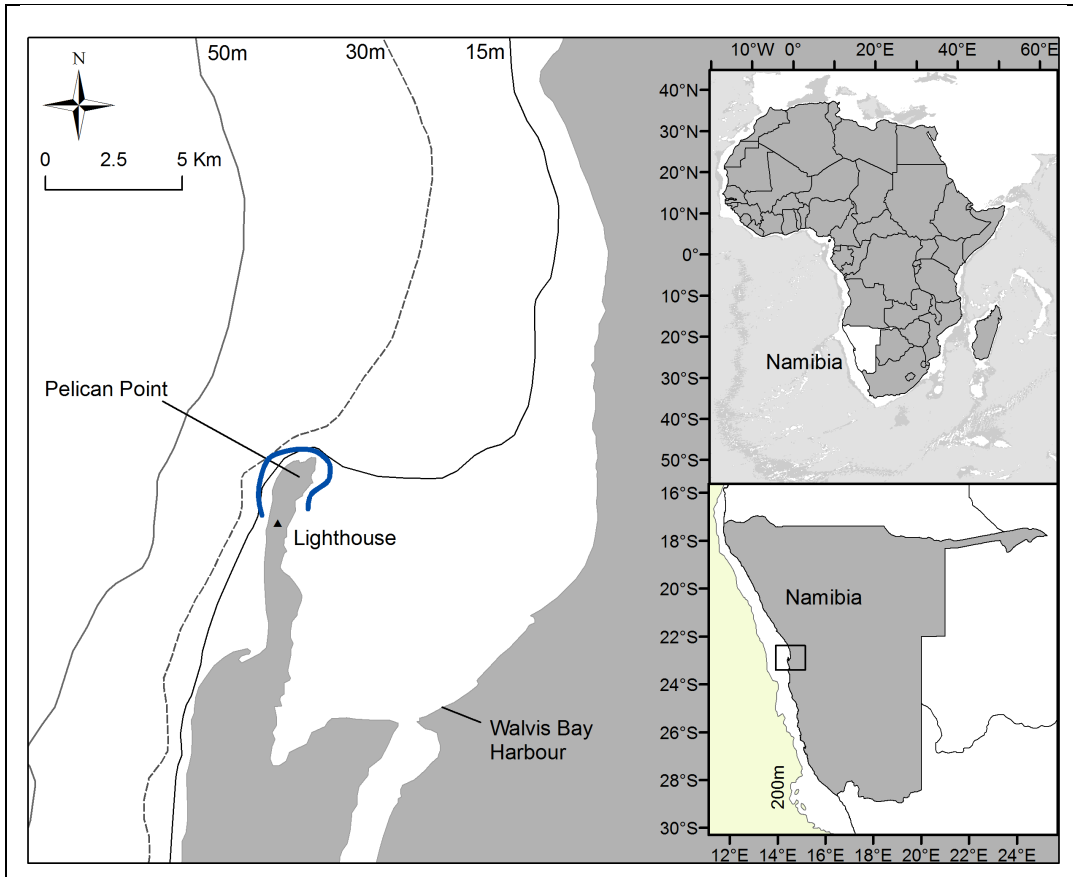 50m
30m
15m
N
0
2.5
5 Km
Pelican Point
Lighthouse
Walvis Bay
Harbour
10°W
0°
20°E
40°E
60°E
40°N
30°N
20°N
10°N
0°
10°S
20°S
30°S
40°S
50°S
Namibia
16°S
18°S
20°S
22°S
24°S
26°S
28°S
30°S
Namibia
200m
12°E
14°E
16°E
18°E
20°E
22°E
24°E